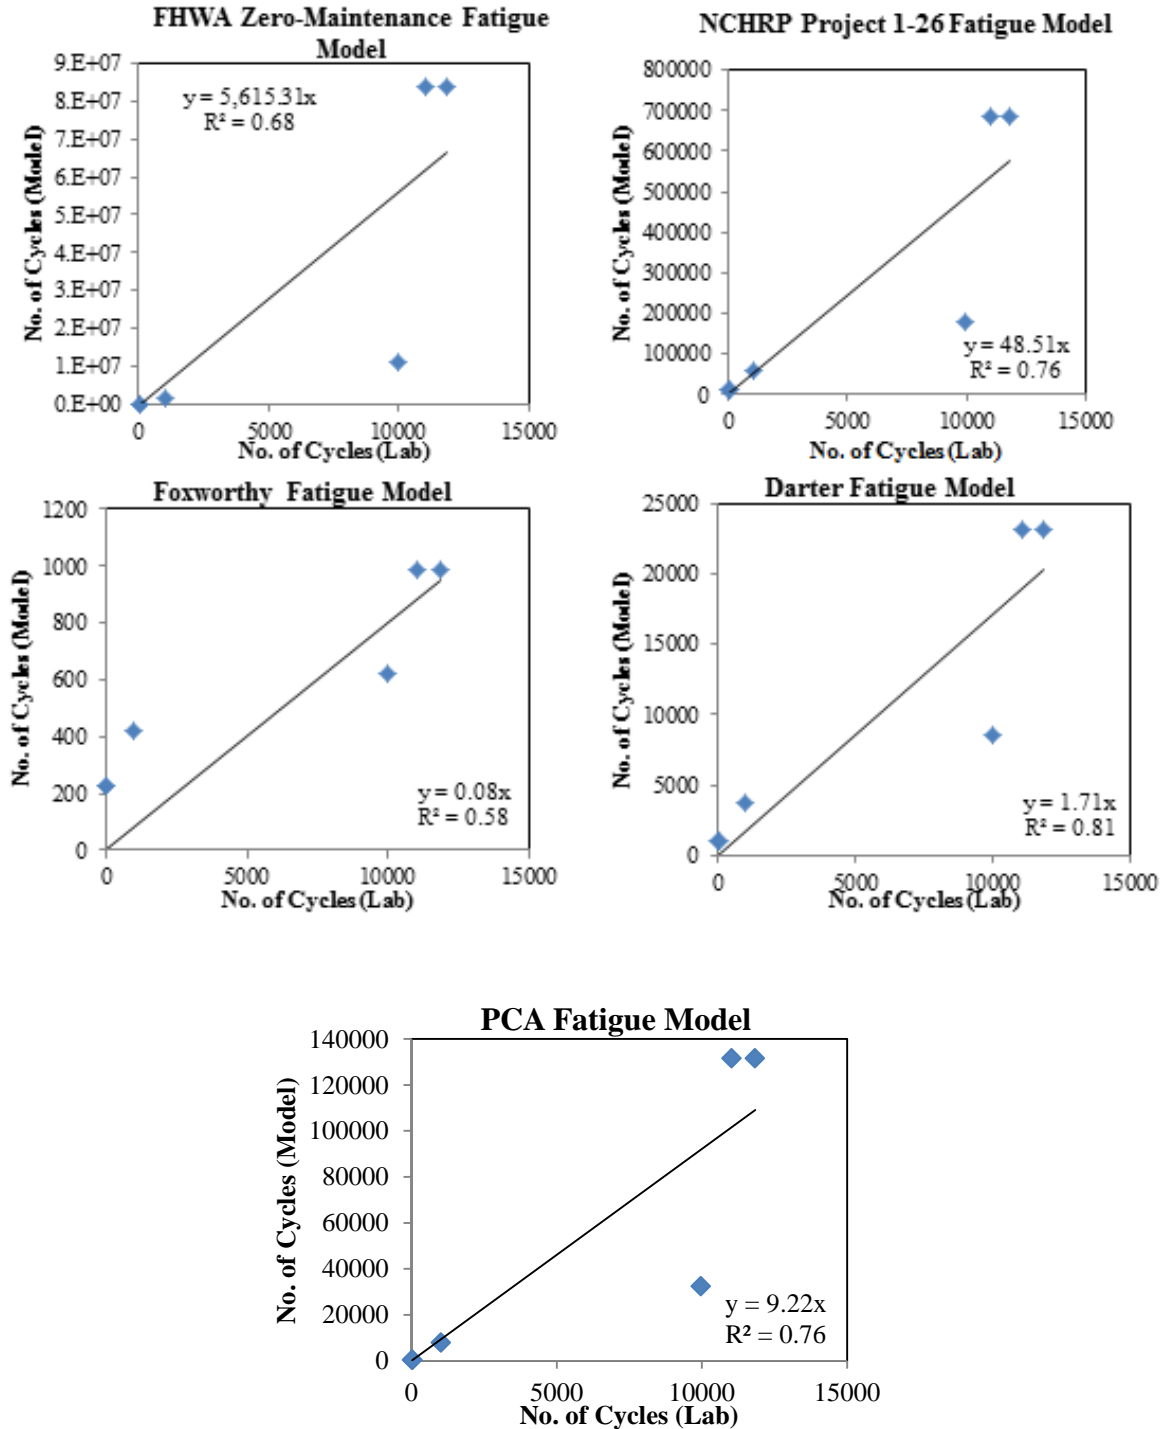 FHWA Zero-Maintenance Fatigue
Model
9.E+07
8.E+07
7.E+07
6.E+07
5.E+07
4.E+07
3.E+07
2.E+07
1.E+07
0.E+00
No. of Cycles (Model)
y = 5,615.31x
R² = 0.68
0
5000
10000
15000
No. of Cycles (Lab)
NCHRP Project 1-26 Fatigue Model
800000
700000
600000
500000
400000
300000
200000
100000
0
No. of Cycles (Model)
y = 48.51x
R² = 0.76
0
5000
10000
15000
No. of Cycles (Lab)
Foxworthy Fatigue Model
1200
1000
800
600
400
200
0
No. of Cycles (Model)
y = 0.08x
R² = 0.58
0
5000
10000
15000
No. of Cycles (Lab)
Darter Fatigue Model
25000
20000
15000
10000
5000
0
No. of Cycles (Model)
y = 1.71x
R² = 0.81
0
5000
10000
15000
No. of Cycles (Lab)
PCA Fatigue Model
140000
120000
100000
80000
60000
40000
20000
0
No. of Cycles (Model)
y = 9.22x
R² = 0.76
0
5000
10000
15000
No. of Cycles (Lab)